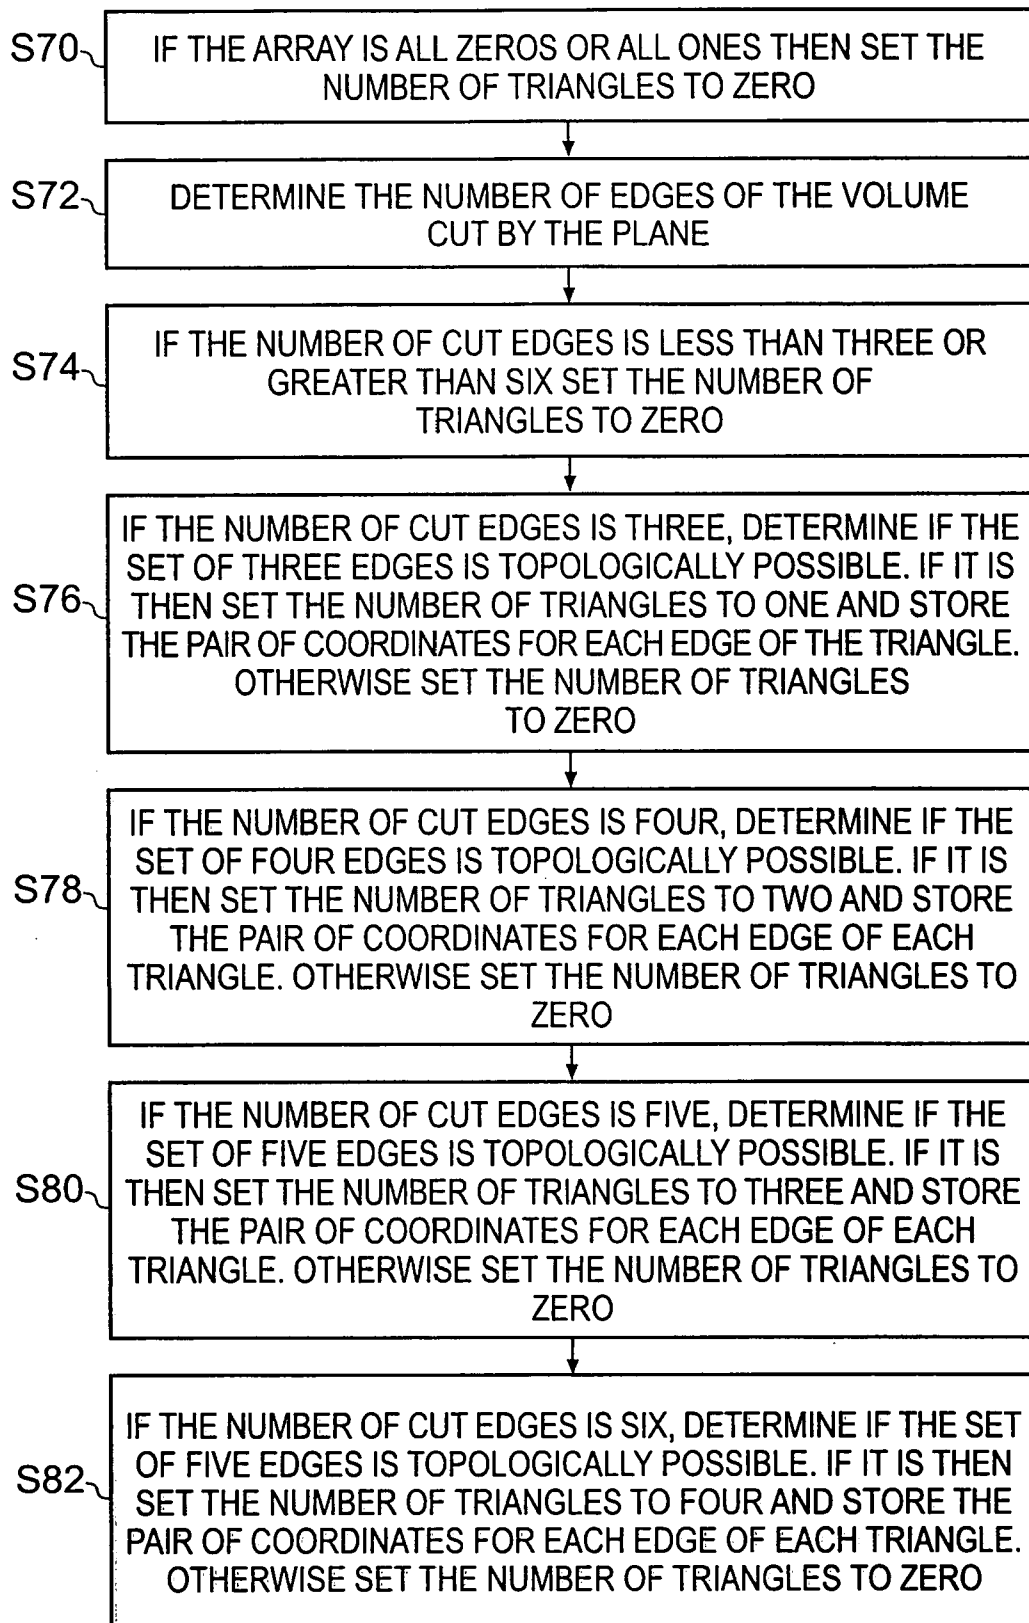 S70
IF THE ARRAY IS ALL ZEROS OR ALL ONES THEN SET THE
NUMBER OF TRIANGLES TO ZERO
S72
DETERMINE THE NUMBER OF EDGES OF THE VOLUME
CUT BY THE PLANE
S74
IF THE NUMBER OF CUT EDGES IS LESS THAN THREE OR
GREATER THAN SIX SET THE NUMBER OF
TRIANGLES TO ZERO
S76
IF THE NUMBER OF CUT EDGES IS THREE, DETERMINE IF THE
SET OF THREE EDGES IS TOPOLOGICALLY POSSIBLE. IF IT IS
THEN SET THE NUMBER OF TRIANGLES TO ONE AND STORE
THE PAIR OF COORDINATES FOR EACH EDGE OF THE TRIANGLE.
OTHERWISE SET THE NUMBER OF TRIANGLES
TO ZERO
S78
IF THE NUMBER OF CUT EDGES IS FOUR, DETERMINE IF THE
SET OF FOUR EDGES IS TOPOLOGICALLY POSSIBLE. IF IT IS
THEN SET THE NUMBER OF TRIANGLES TO TWO AND STORE
THE PAIR OF COORDINATES FOR EACH EDGE OF EACH
TRIANGLE. OTHERWISE SET THE NUMBER OF TRIANGLES TO
ZERO
S80
IF THE NUMBER OF CUT EDGES IS FIVE, DETERMINE IF THE
SET OF FIVE EDGES IS TOPOLOGICALLY POSSIBLE. IF IT IS
THEN SET THE NUMBER OF TRIANGLES TO THREE AND STORE
THE PAIR OF COORDINATES FOR EACH EDGE OF EACH
TRIANGLE. OTHERWISE SET THE NUMBER OF TRIANGLES TO
ZERO
S82
IF THE NUMBER OF CUT EDGES IS SIX, DETERMINE IF THE SET
OF FIVE EDGES IS TOPOLOGICALLY POSSIBLE. IF IT IS THEN
SET THE NUMBER OF TRIANGLES TO FOUR AND STORE THE
PAIR OF COORDINATES FOR EACH EDGE OF EACH TRIANGLE.
OTHERWISE SET THE NUMBER OF TRIANGLES TO ZERO